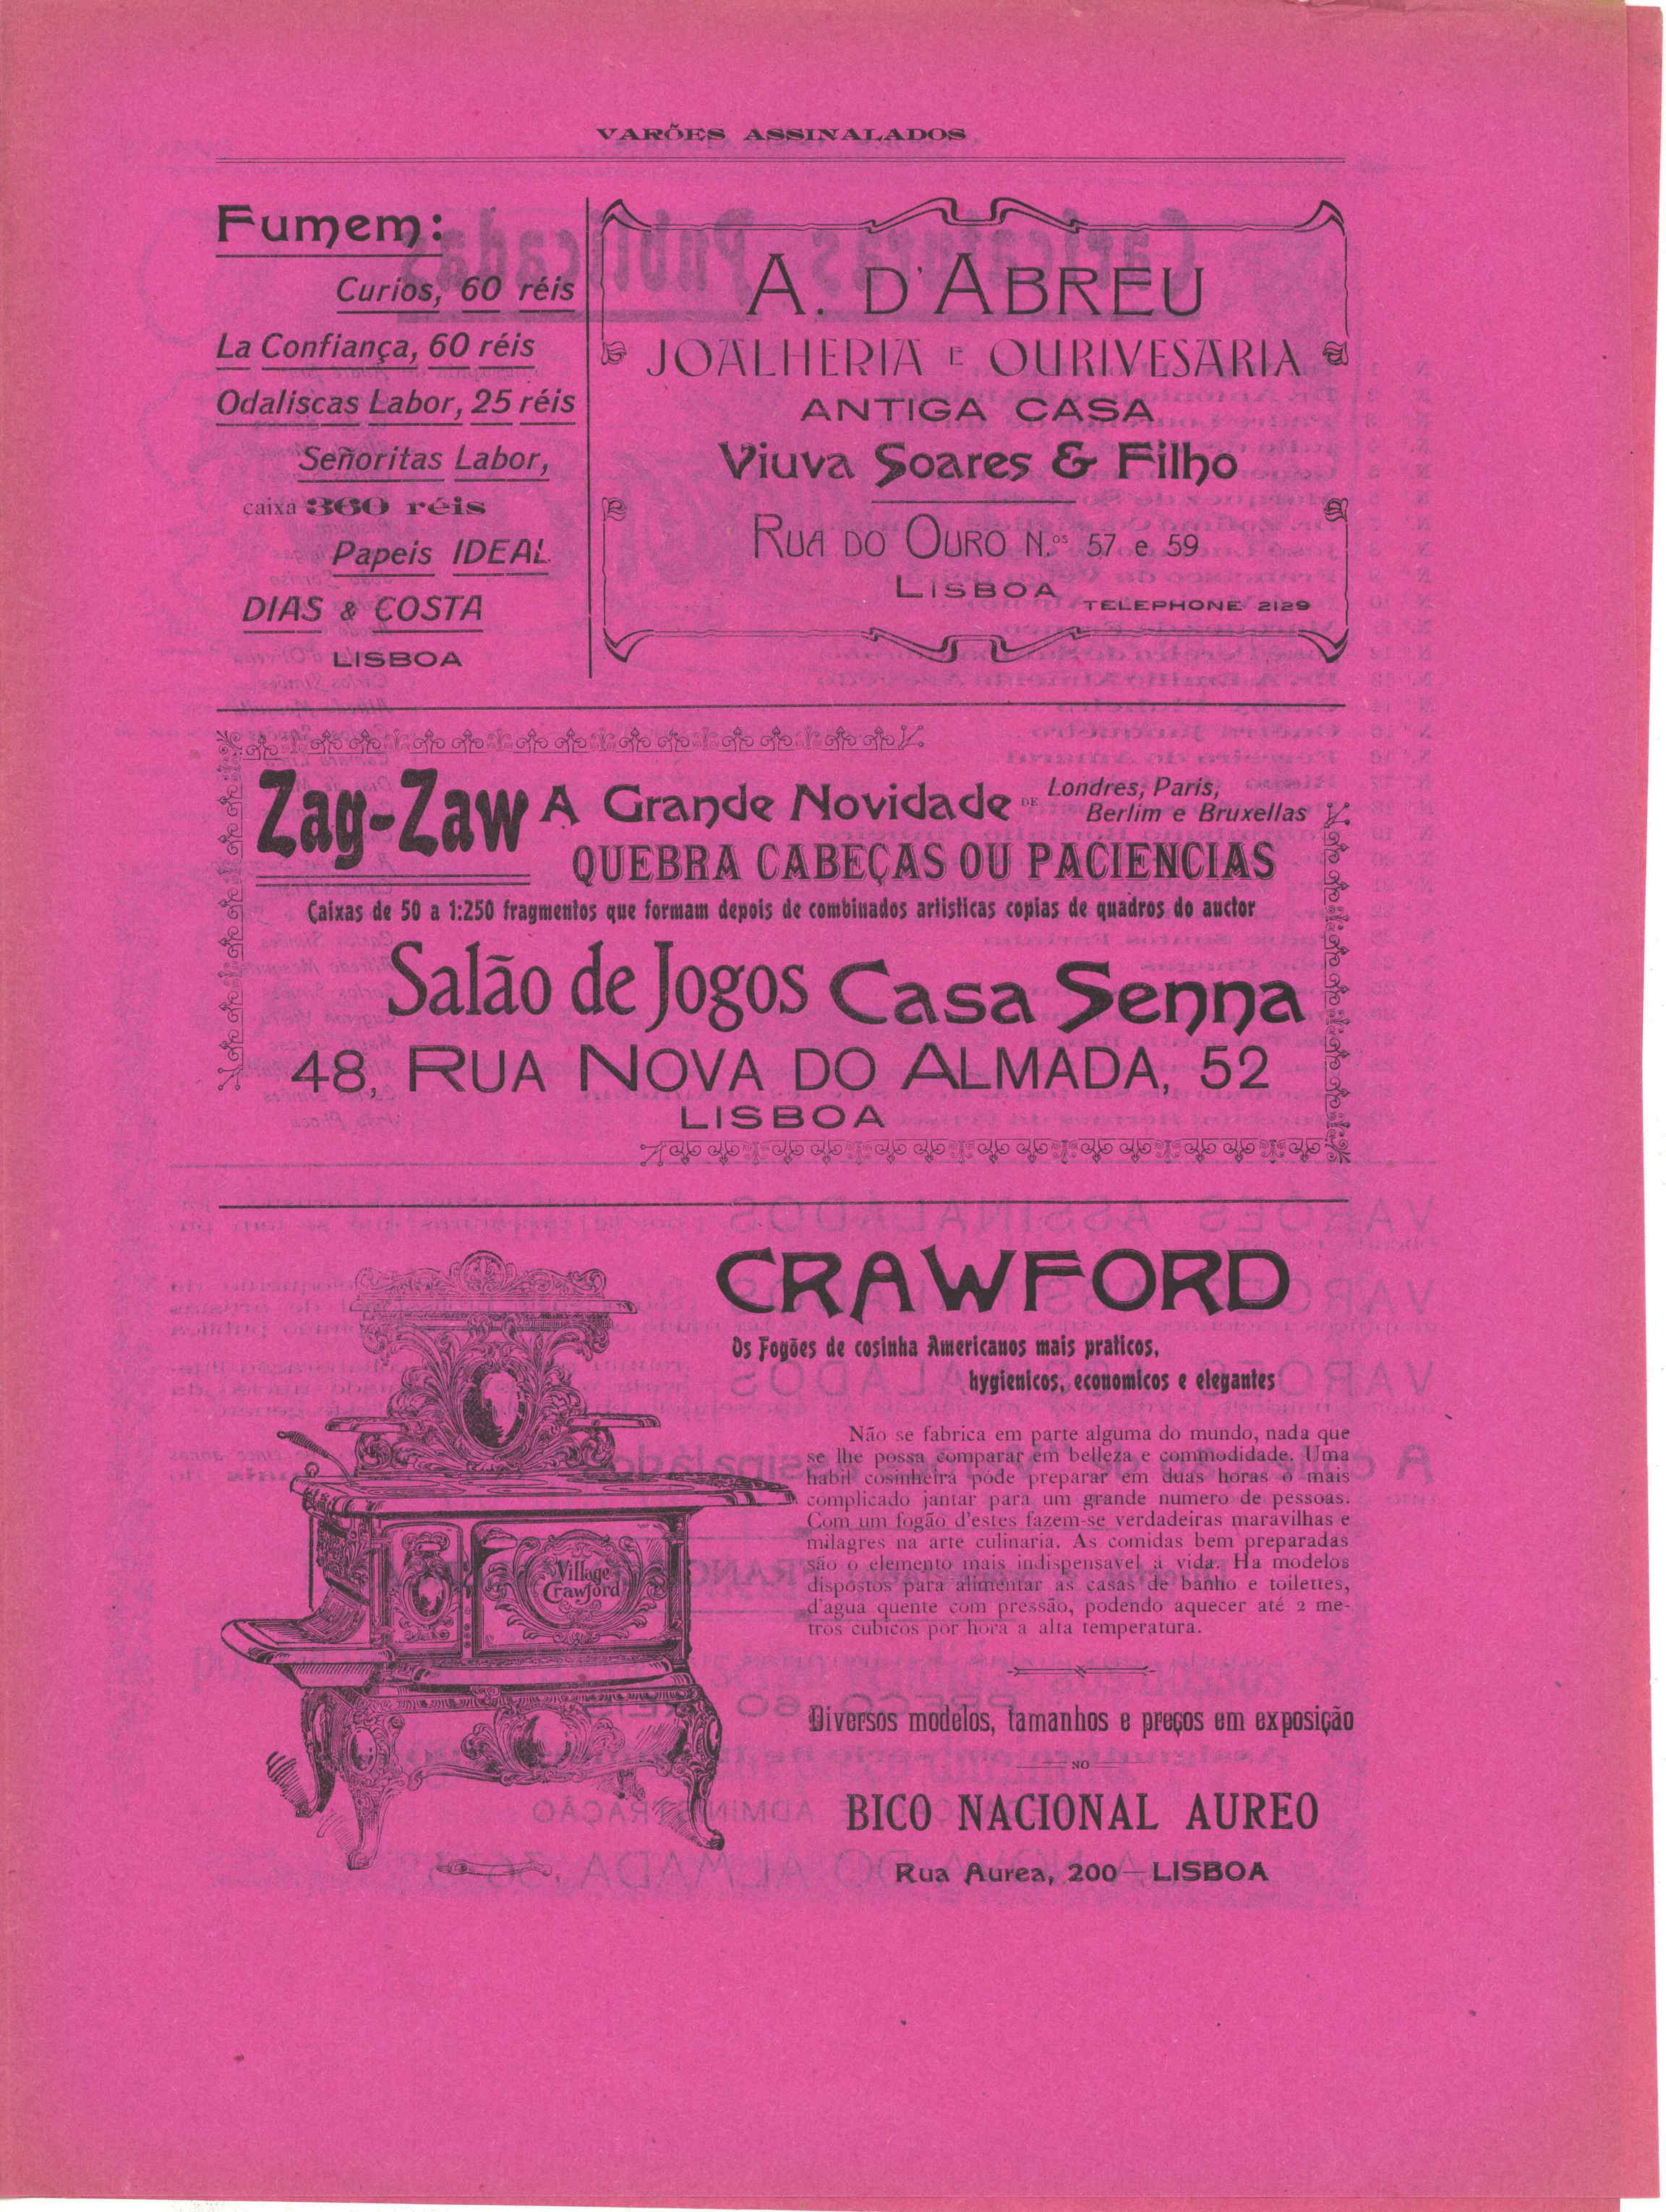 VARÕES ASSINALADOS
Fumem:
Curios, 60 réis
La Confiança, 60 réis
Odaliscas Labor, 25 réis
Señoritas Labor,
caixa 360 réis
Papeis IDEAL
DIAS & COSTA
LISBOA
A. D'ABREU
JOALHERIA E OURIVESARIA
ANTIGA CASA
Viuva Soares & Filho
RUA DO OURO N.os 57 e 59
LISBOA
TELEPHONE 2129
Zag-Zaw A Grande Novidade DE Londres, Paris,
Berlim e Bruxellas
QUEBRA CABEÇAS OU PACIENCIAS
Caixas de 50 a 1:250 fragmentos que formam depois de combinados artisticas copias de quadros do auctor
Salão de Jogos Casa Senna
48, RUA NOVA DO ALMADA, 52
LISBOA
CRAWFORD
Os Fogões de cosinha Americanos mais praticos,
hygienicos, economicos e elegantes
Não se fabrica em parte alguma do mundo, nada que
se lhe possa comparar em belleza e commodidade. Uma
habil cosinheira póde preparar em duas horas o mais
complicado jantar para um grande numero de pessoas.
Com um fogão d'estes fazem-se verdadeiras maravilhas e
milagres na arte culinaria. As comidas bem preparadas
são o elemento mais indispensavel á vida. Ha modelos
dispostos para alimentar as casas de banho e toilettes,
d'agua quente com pressão, podendo aquecer até 2 me-
tros cubicos por hora a alta temperatura.
Village
Crawford
Diversos modelos, tamanhos e preços em exposição
NO
BICO NACIONAL AUREO
Rua Aurea, 200—LISBOA